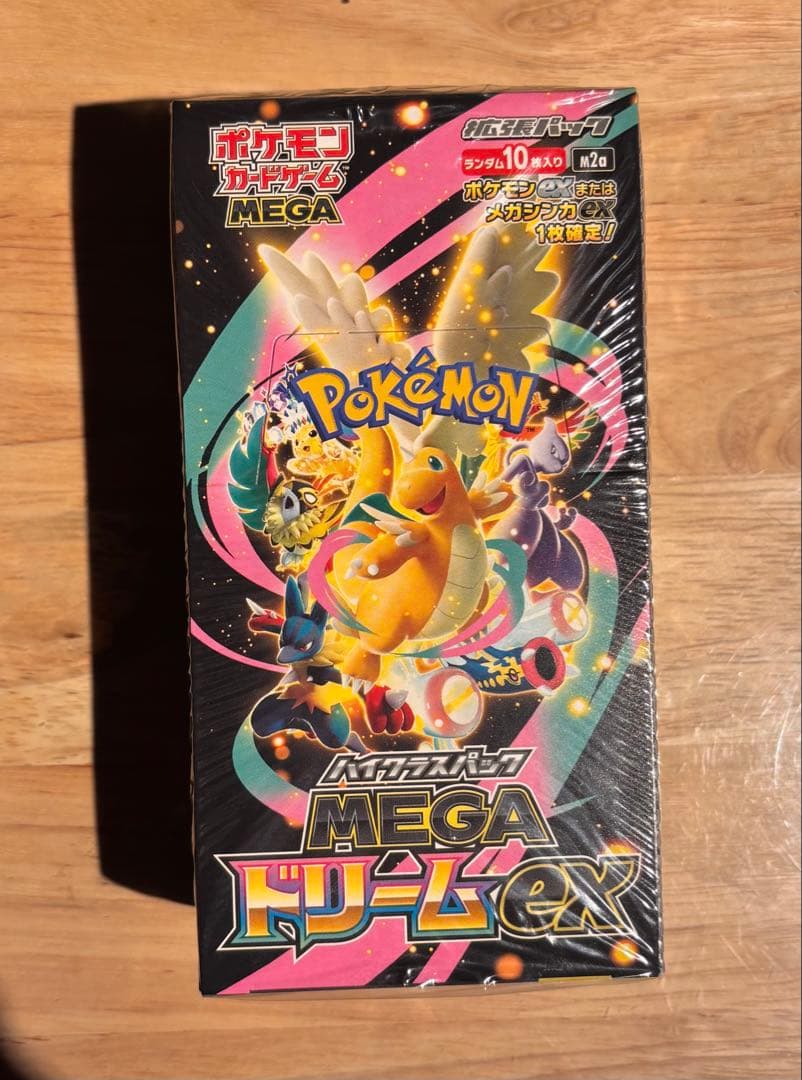 ポケモン
カードゲーム
MEGA
拡張パック
ランダム10枚入り M2a
ポケモンexまたは
メガシンカex
1枚確定!
POKéMON
ハイクラスパック
MEGA
ドリームex